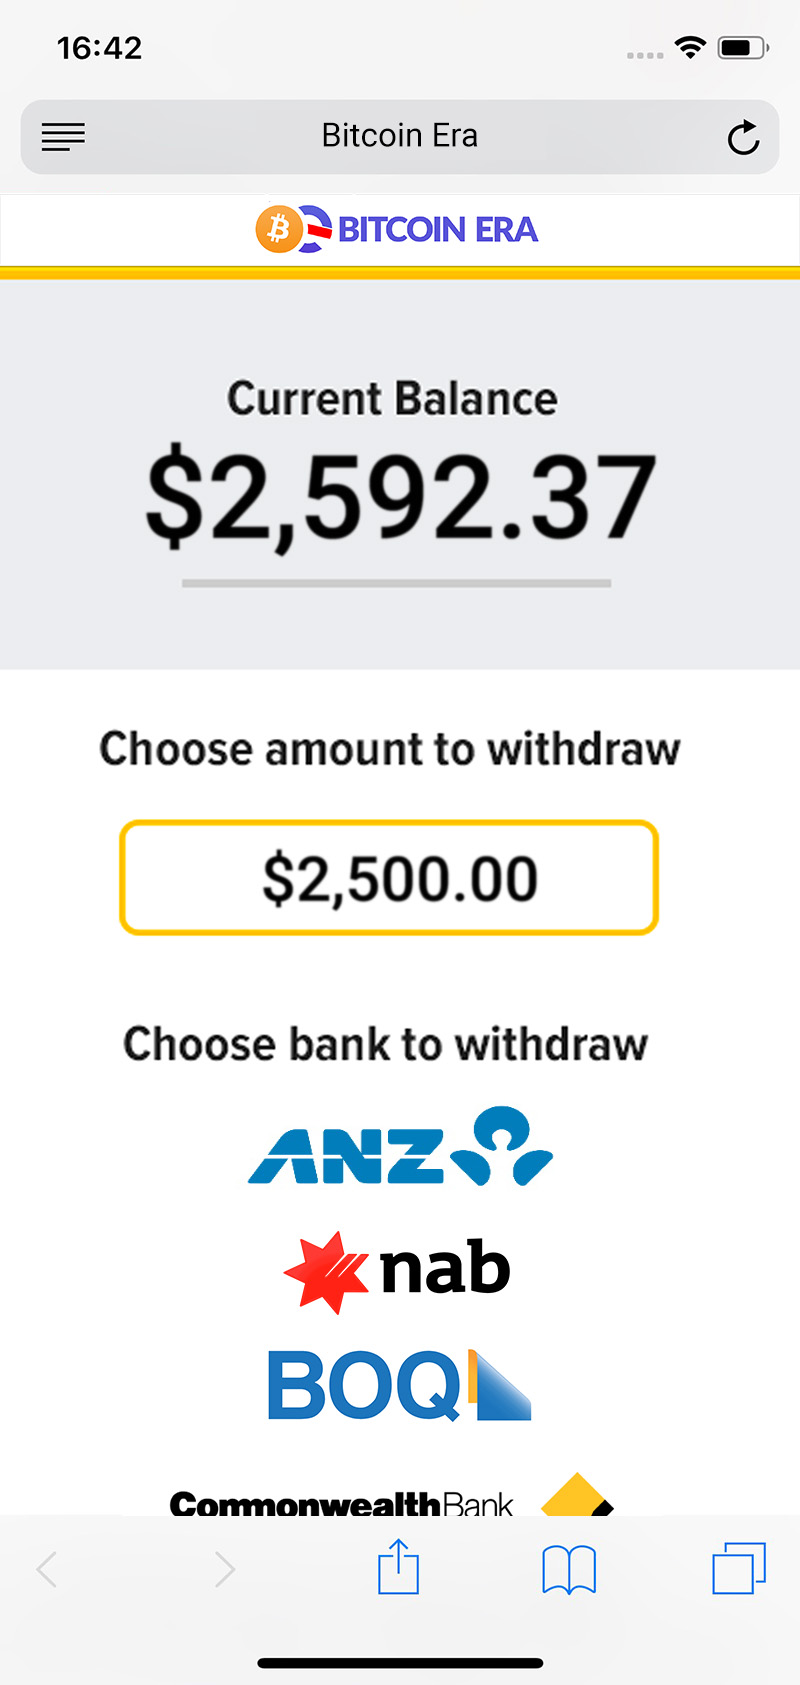 16:42
Bitcoin Era
BITCOIN ERA
Current Balance
$2,592.37
Choose amount to withdraw
$2,500.00
Choose bank to withdraw
ANZ
nab
BOQ
CommonwealthBank